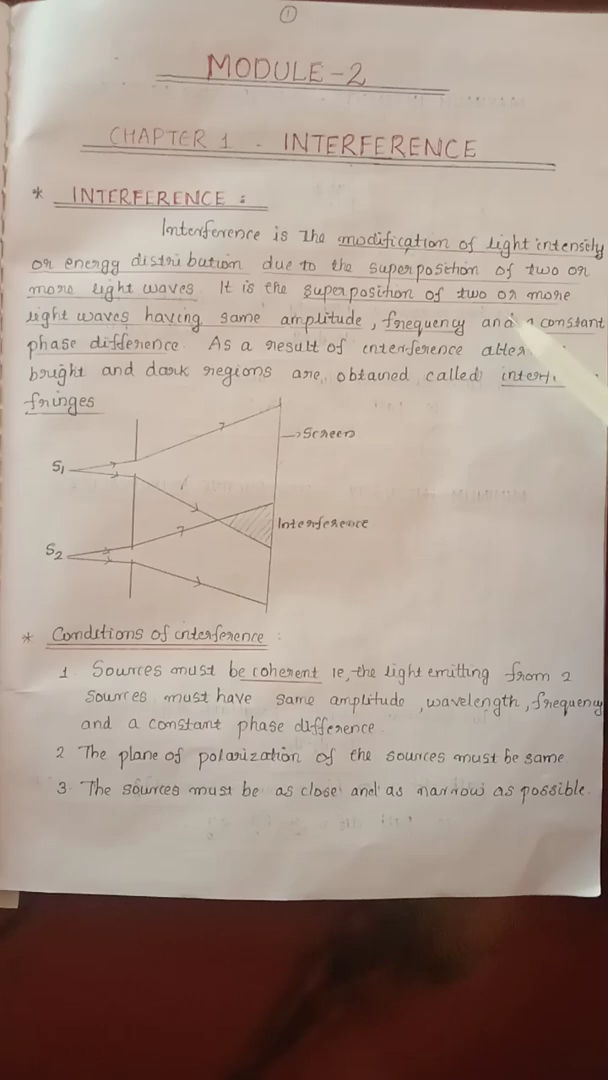 1
MODULE-2
CHAPTER 1 - INTERFERENCE
* INTERFERENCE :
Interference is the modification of light intensely
or energy distribution due to the superposition of two or
more light waves. It is the superposition of two or more
light waves having same amplitude, frequency and a constant
phase difference. As a result of interference alter
bright and dark regions are, obtained called interf
fringes
S1
→ Screen
Interference
S2
* Conditions of interference :
1. Sources must be coherent ie, the light emitting from 2
sources must have same amplitude, wavelength, frequency
and a constant phase difference.
2 The plane of polarization of the sources must be same
3. The sources must be as close and as narrow as possible.